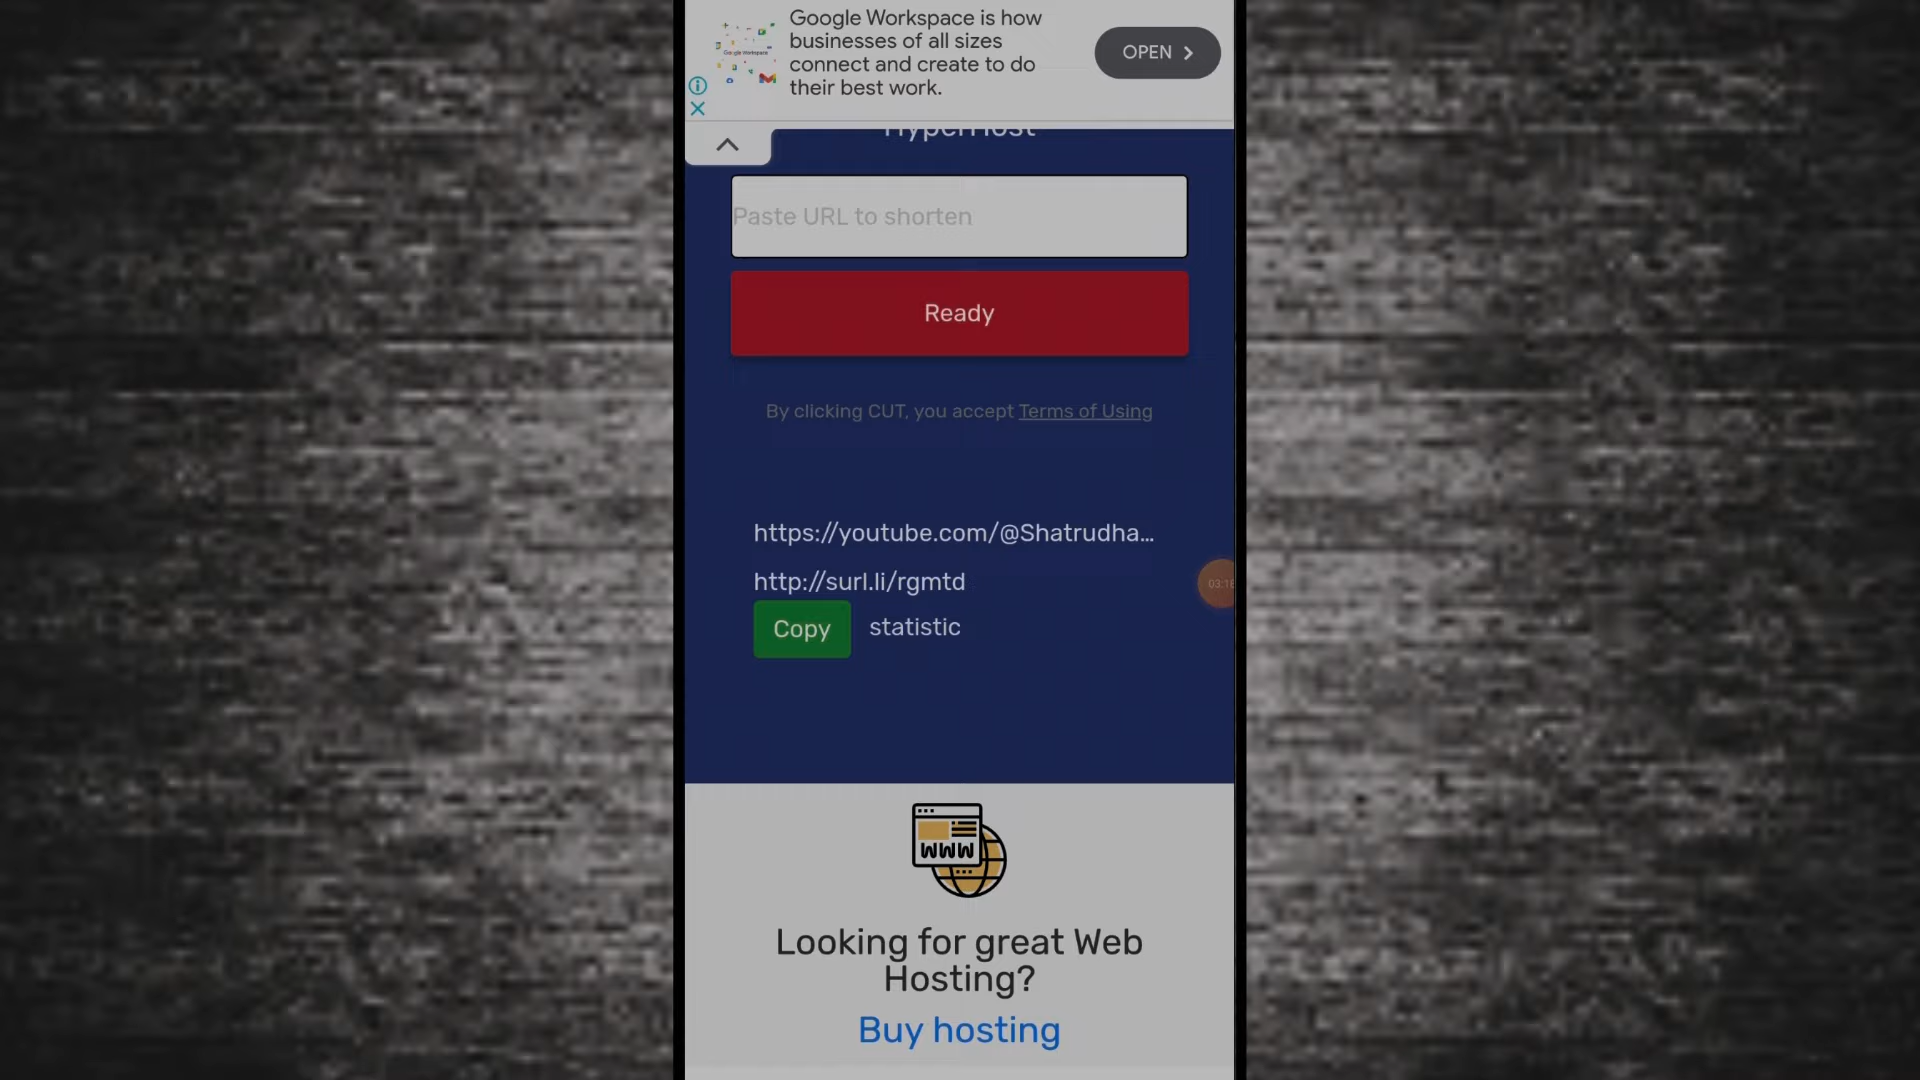 Google Workspace is how
businesses of all sizes
connect and create to do
their best work.
OPEN
HyperHost
Paste URL to shorten
Ready
By clicking CUT, you accept Terms of Using
https://youtube.com/@Shatrudha...
http://surl.li/rgmtd
Copy statistic
WWW
Looking for great Web
Hosting?
Buy hosting